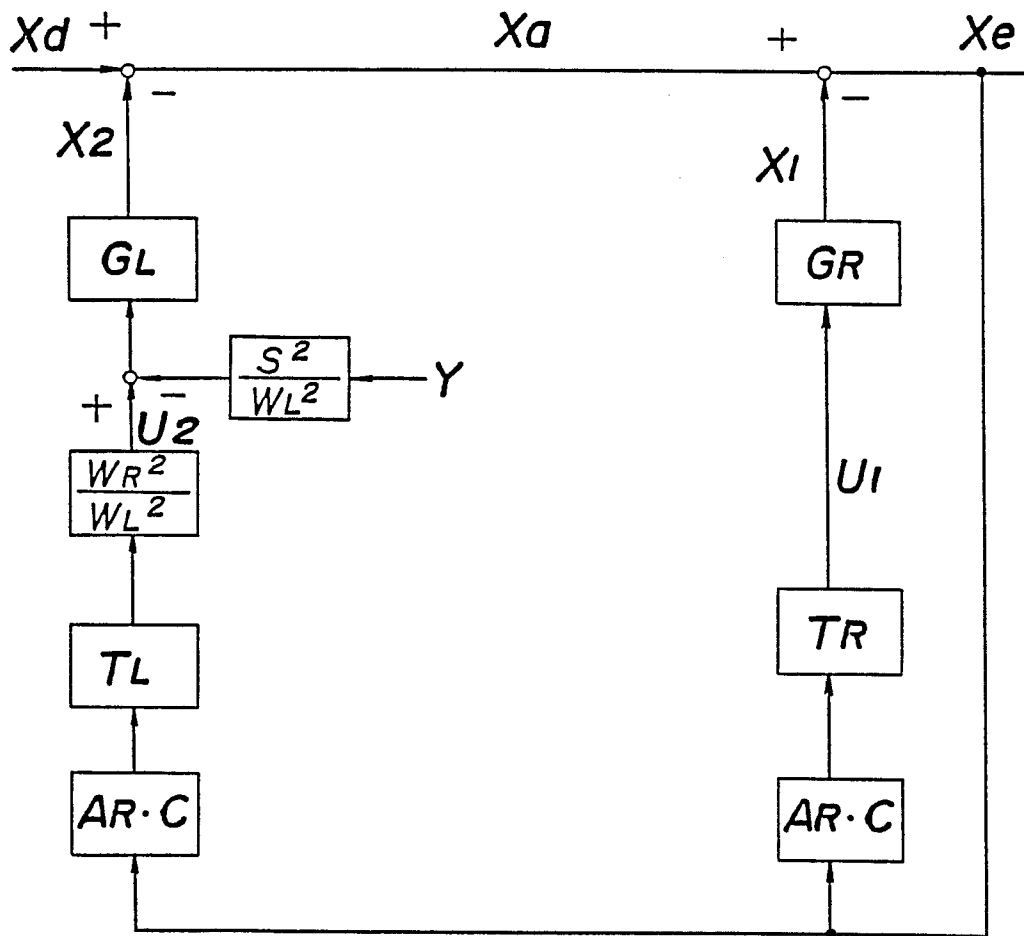 Xd + Xa + Xe
− −
X2 X1
GL GR
S²
WL² Y
+ −
U2
WR²
WL² U1
TL TR
AR·C AR·C